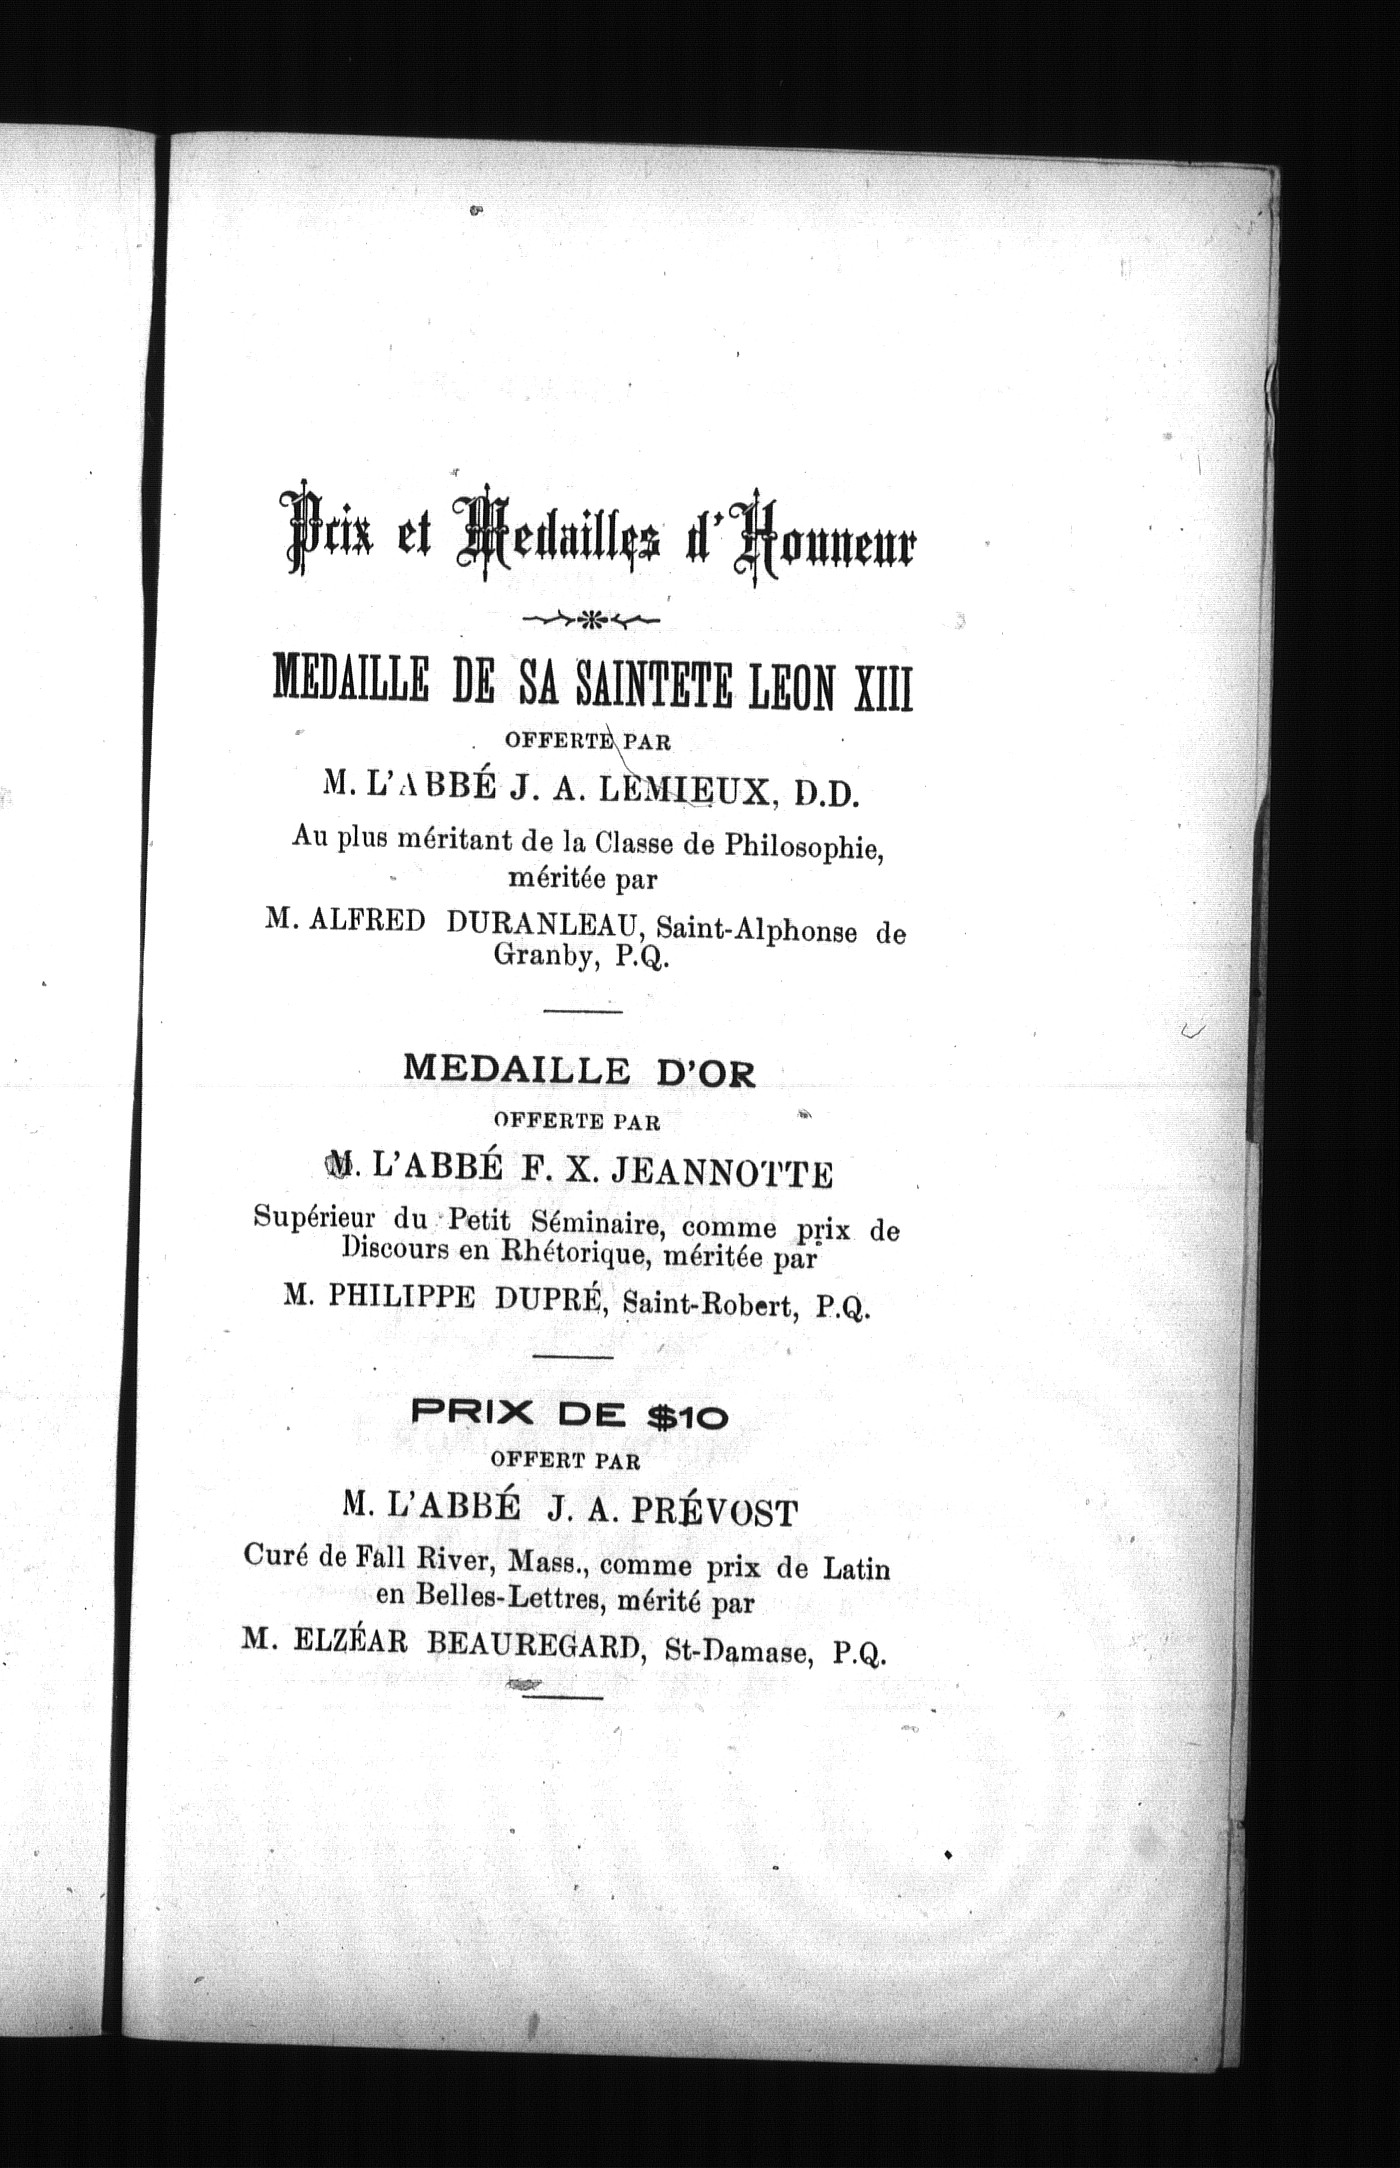 Prix et Medailles d'Honneur
MEDAILLE DE SA SAINTETE LEON XIII
OFFERTE PAR
M. L'ABBÉ J. A. LEMIEUX, D.D.
Au plus méritant de la Classe de Philosophie,
méritée par
M. ALFRED DURANLEAU, Saint-Alphonse de
Granby, P.Q.
MEDAILLE D'OR
OFFERTE PAR
M. L'ABBÉ F. X. JEANNOTTE
Supérieur du Petit Séminaire, comme prix de
Discours en Rhétorique, méritée par
M. PHILIPPE DUPRÉ, Saint-Robert, P.Q.
PRIX DE $10
OFFERT PAR
M. L'ABBÉ J. A. PRÉVOST
Curé de Fall River, Mass., comme prix de Latin
en Belles-Lettres, mérité par
M. ELZÉAR BEAUREGARD, St-Damase, P.Q.